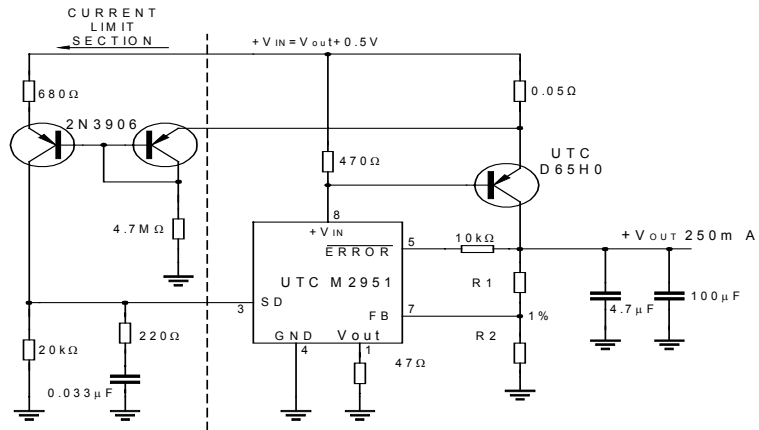 CURRENT
LIMIT
SECTION
+VIN=Vout+0.5V
680Ω
0.05Ω
2N3906
UTC
D65H0
470Ω
4.7MΩ
8
+VIN
ERROR
5
10kΩ
+VOUT 250m A
UTC M2951
R1
3
SD
4.7µF
100µF
FB
7
1%
220Ω
20kΩ
GND
Vout
R2
4
1
47Ω
0.033µF